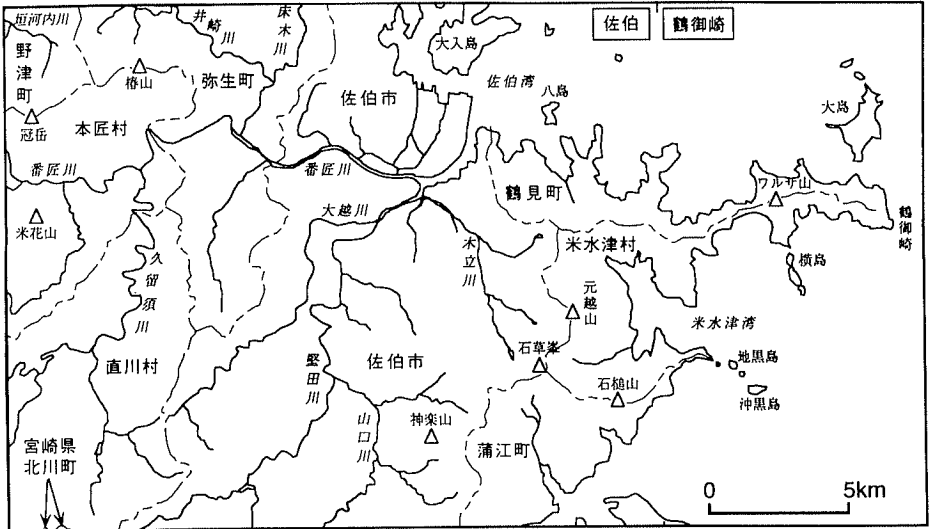 佐伯
鶴御崎
垣河内川
野津町
井崎川
床木川
大入島
佐伯湾
八島
大島
椿山
弥生町
佐伯市
冠岳
本匠村
番匠川
番匠川
鶴見町
ワルサ山
大越川
米花山
久留須川
木立川
米水津村
鶴御崎
横島
元越山
米水津湾
石草峯
直川村
堅田川
佐伯市
石槌山
地黒島
沖黒島
山口川
神楽山
蒲江町
宮崎県
北川町
0 5km